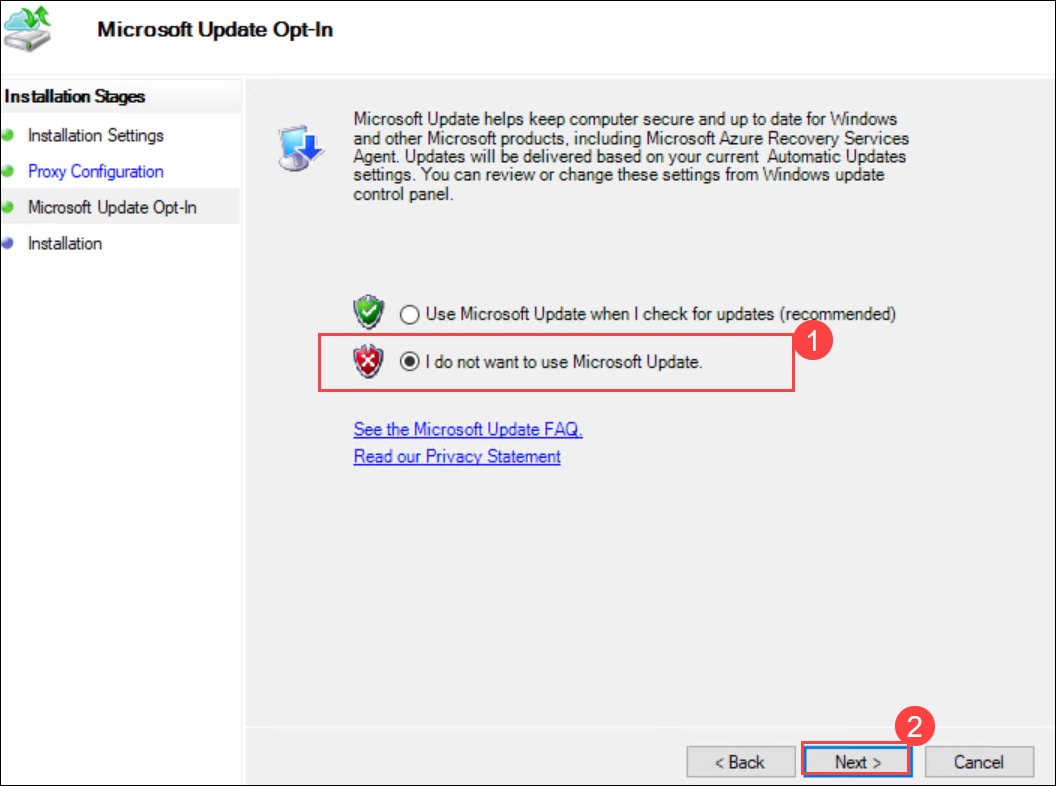 Microsoft Update Opt-In
Installation Stages
Installation Settings
Proxy Configuration
Microsoft Update Opt-In
Installation
Microsoft Update helps keep computer secure and up to date for Windows
and other Microsoft products, including Microsoft Azure Recovery Services
Agent. Updates will be delivered based on your current  Automatic Updates
settings. You can review or change these settings from Windows update
control panel.
Use Microsoft Update when I check for updates (recommended)
1
I do not want to use Microsoft Update.
See the Microsoft Update FAQ.
Read our Privacy Statement
2
< Back
Next >
Cancel